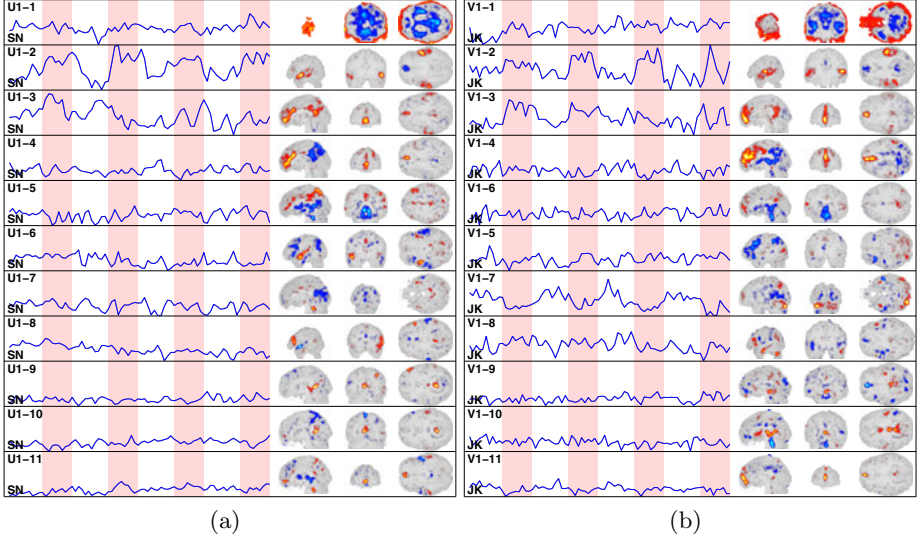 U1-1
SN
U1-2
SN
U1-3
SN
U1-4
SN
U1-5
SN
U1-6
SN
U1-7
SN
U1-8
SN
U1-9
SN
U1-10
SN
U1-11
SN
(a)
V1-1
JK
V1-2
JK
V1-3
JK
V1-4
JK
V1-6
JK
V1-5
JK
V1-7
JK
V1-8
JK
V1-9
JK
V1-10
JK
V1-11
JK
(b)